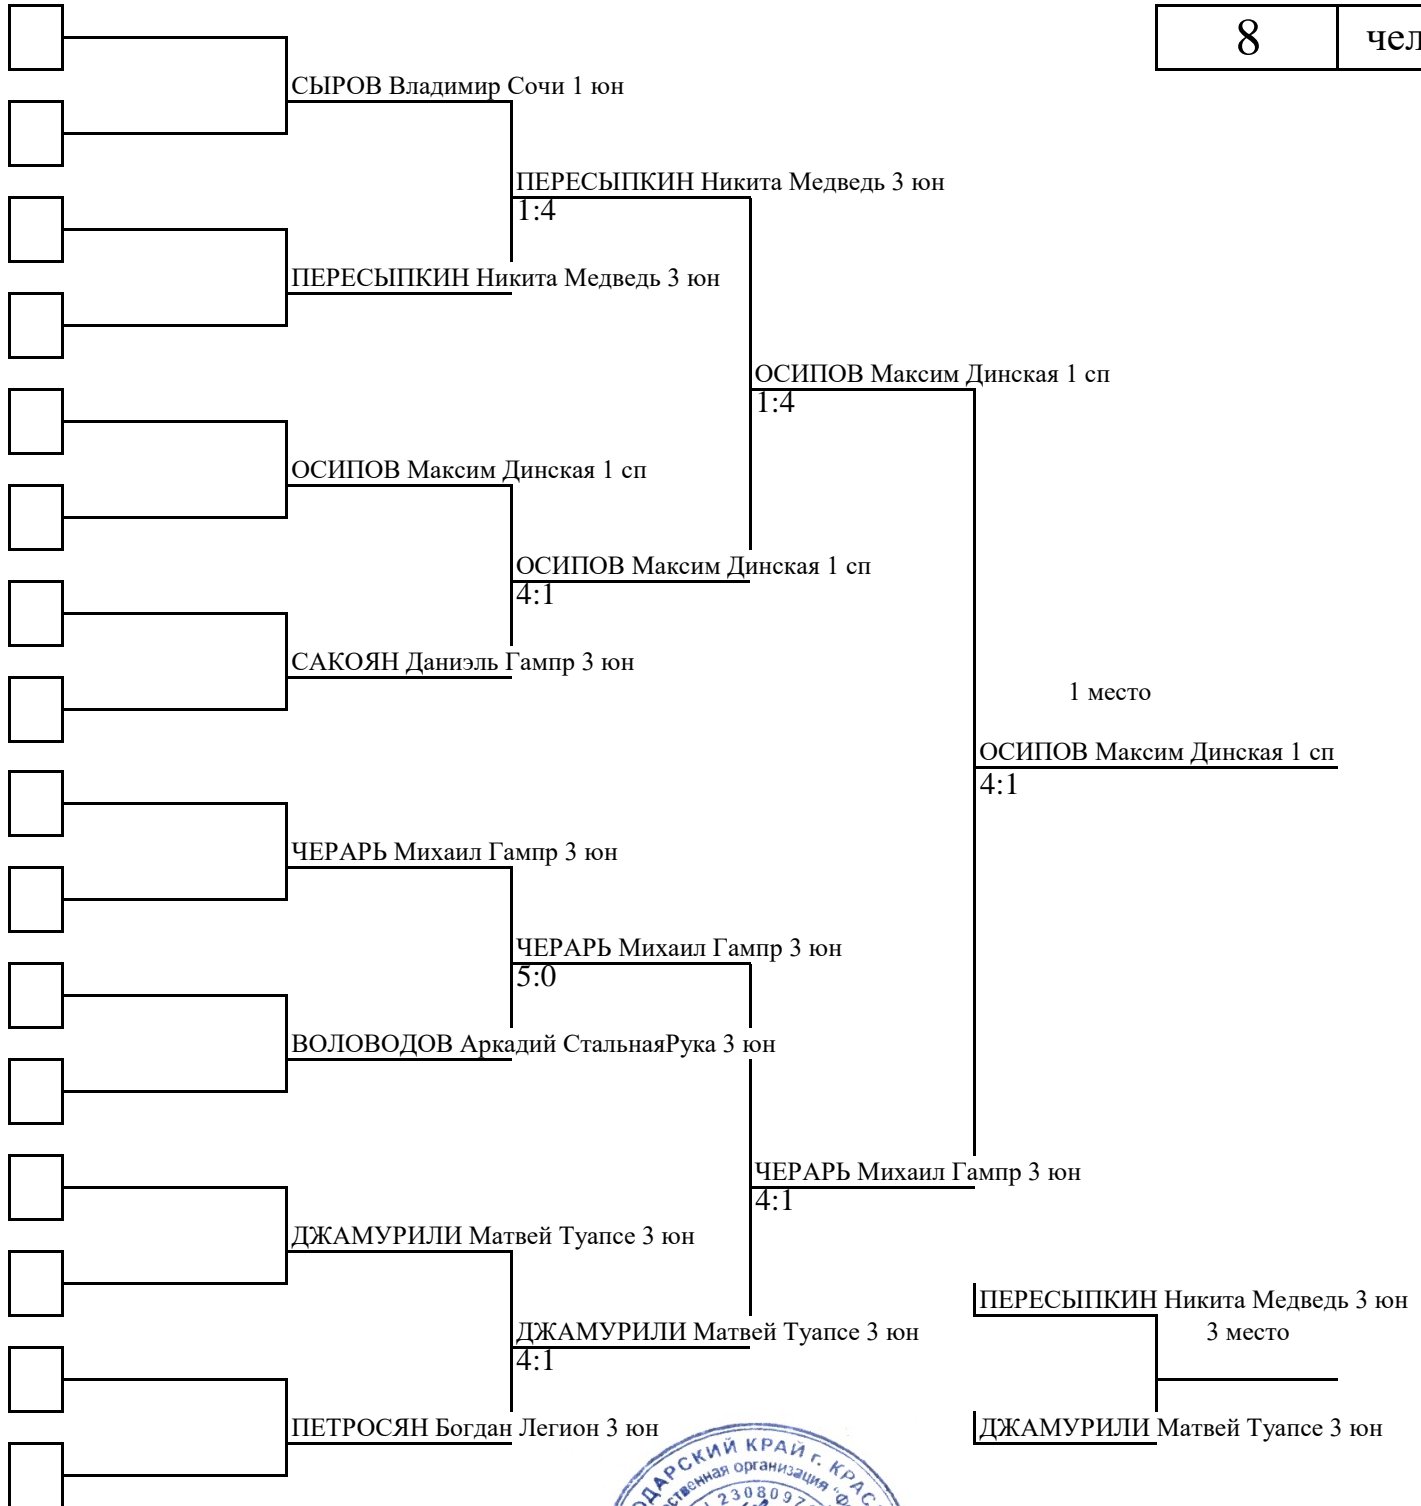 8 чел
СЫРОВ Владимир Сочи 1 юн
ПЕРЕСЫПКИН Никита Медведь 3 юн
1:4
ПЕРЕСЫПКИН Никита Медведь 3 юн
ОСИПОВ Максим Динская 1 сп
1:4
ОСИПОВ Максим Динская 1 сп
ОСИПОВ Максим Динская 1 сп
4:1
САКОЯН Даниэль Гампр 3 юн
1 место
ОСИПОВ Максим Динская 1 сп
4:1
ЧЕРАРЬ Михаил Гампр 3 юн
ЧЕРАРЬ Михаил Гампр 3 юн
5:0
ВОЛОВОДОВ Аркадий СтальнаяРука 3 юн
ЧЕРАРЬ Михаил Гампр 3 юн
4:1
ДЖАМУРИЛИ Матвей Туапсе 3 юн
ПЕРЕСЫПКИН Никита Медведь 3 юн
ДЖАМУРИЛИ Матвей Туапсе 3 юн
3 место
4:1
ПЕТРОСЯН Богдан Легион 3 юн
ДЖАМУРИЛИ Матвей Туапсе 3 юн
КРАЙ г.
организация